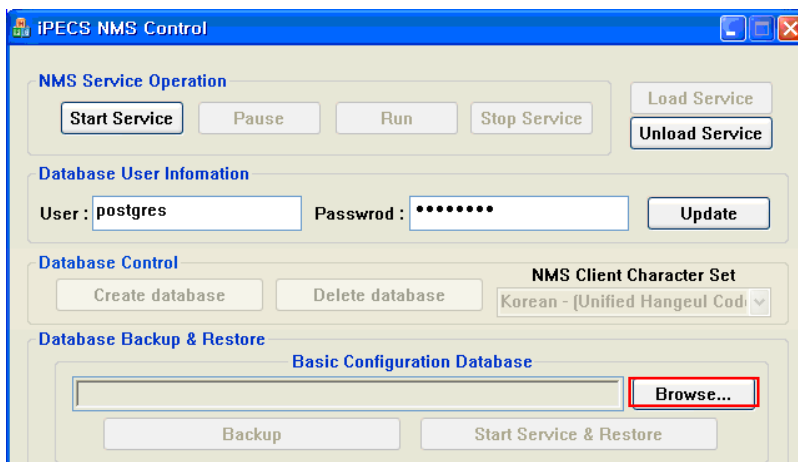 iPECS NMS Control
NMS Service Operation
Start Service Pause Run Stop Service
Load Service
Unload Service
Database User Infomation
User : postgres Passwrod : •••••••• Update
Database Control
Create database Delete database
NMS Client Character Set
Korean - (Unified Hangeul Code
Database Backup & Restore
Basic Configuration Database
Browse...
Backup Start Service & Restore